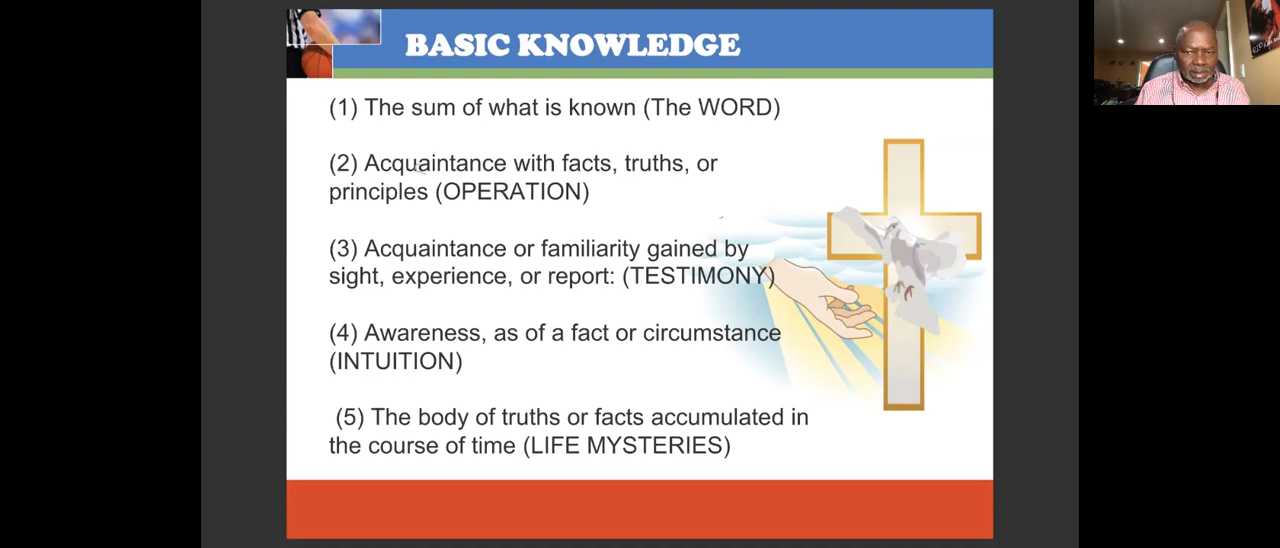 BASIC KNOWLEDGE
(1) The sum of what is known (The WORD)
(2) Acquaintance with facts, truths, or
principles (OPERATION)
(3) Acquaintance or familiarity gained by
sight, experience, or report: (TESTIMONY)
(4) Awareness, as of a fact or circumstance
(INTUITION)
(5) The body of truths or facts accumulated in
the course of time (LIFE MYSTERIES)